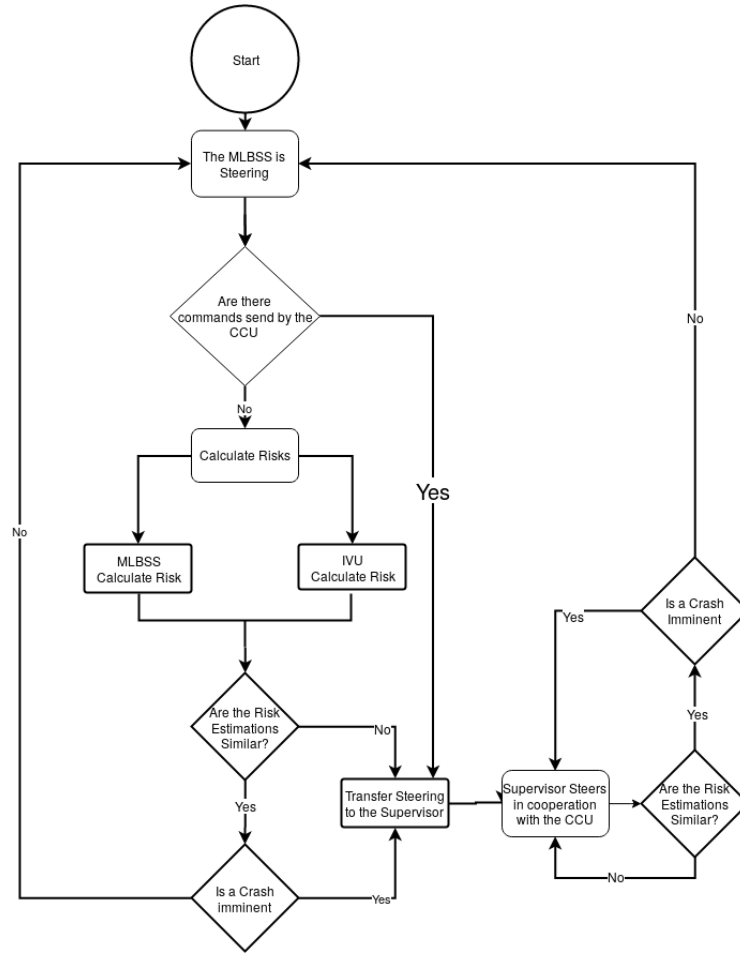 Start
The MLBSS is
Steering
Are there
commands send by the
CCU
No
No
Calculate Risks
Yes
No
MLBSS
Calculate Risk
IVU
Calculate Risk
Is a Crash
Imminent
Yes
Are the Risk
Estimations
Similar?
No
Yes
Transfer Steering
to the Supervisor
Supervisor Steers
in cooperation
with the CCU
Are the Risk
Estimations
Similar?
Yes
No
Is a Crash
imminent
Yes